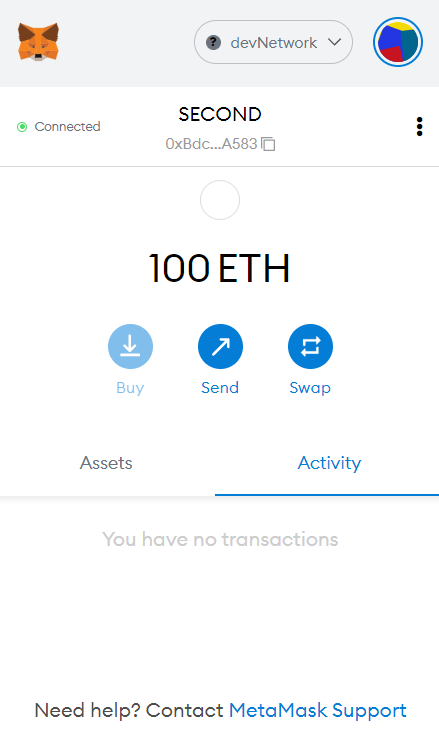 devNetwork
Connected
SECOND
0xBdc...A583
100 ETH
Buy
Send
Swap
Assets
Activity
You have no transactions
Need help? Contact MetaMask Support